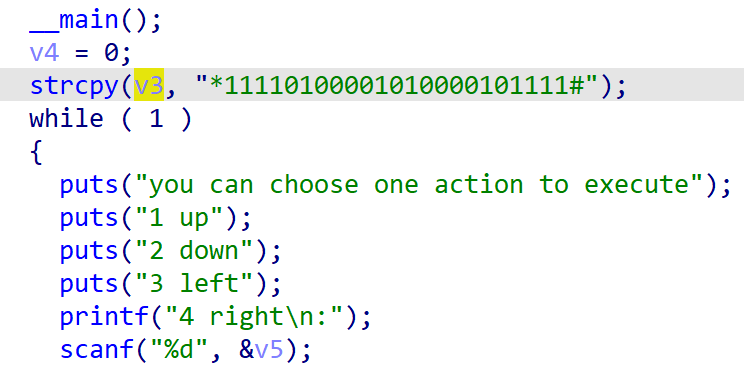 __main();
v4 = 0;
strcpy(v3, "*11110100001010000101111#");
while ( 1 )
{
puts("you can choose one action to execute");
puts("1 up");
puts("2 down");
puts("3 left");
printf("4 right\n:");
scanf("%d", &v5);